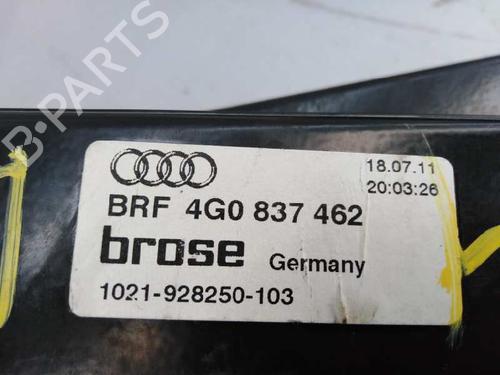 B-PARTS
18.07.11
20:03:26
BRF 4G0 837 462
brose Germany
1021-928250-103